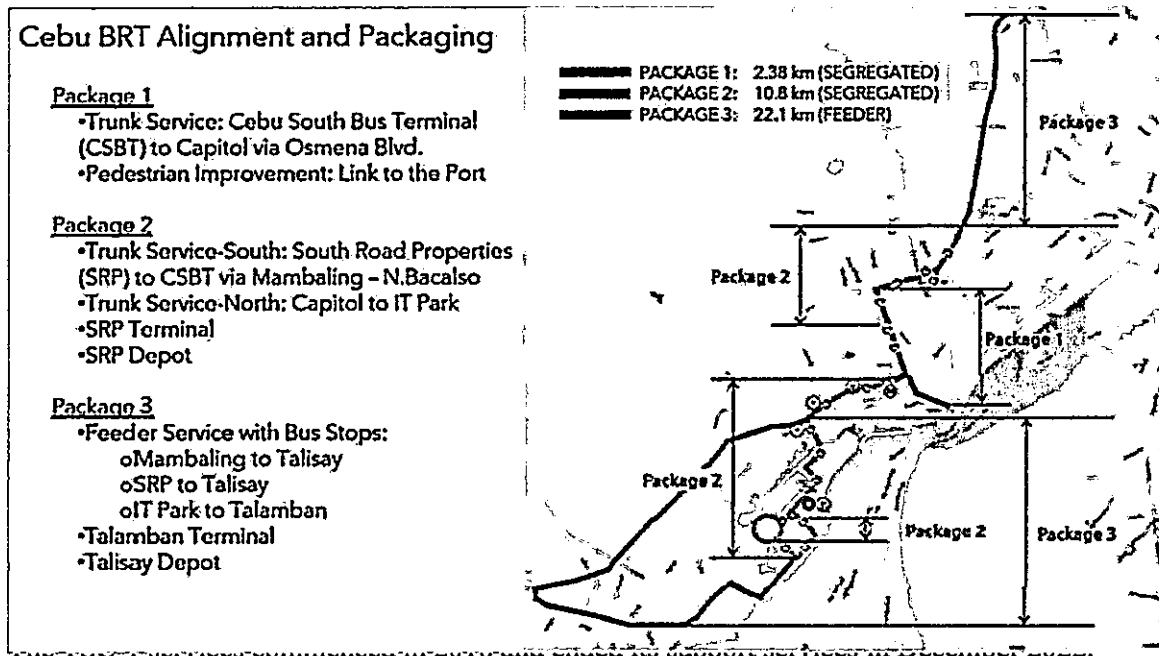 Cebu BRT Alignment and Packaging
Package 1
•Trunk Service: Cebu South Bus Terminal
(CSBT) to Capitol via Osmena Blvd.
•Pedestrian Improvement: Link to the Port
Package 2
•Trunk Service-South: South Road Properties
(SRP) to CSBT via Mambaling – N.Bacalso
•Trunk Service-North: Capitol to IT Park
•SRP Terminal
•SRP Depot
Package 3
•Feeder Service with Bus Stops:
oMambaling to Talisay
oSRP to Talisay
oIT Park to Talamban
•Talamban Terminal
•Talisay Depot
PACKAGE 1: 2.38 km (SEGREGATED)
PACKAGE 2: 10.8 km (SEGREGATED)
PACKAGE 3: 22.1 km (FEEDER)
Package 3
Package 2
Package 1
Package 2
Package 2
Package 3